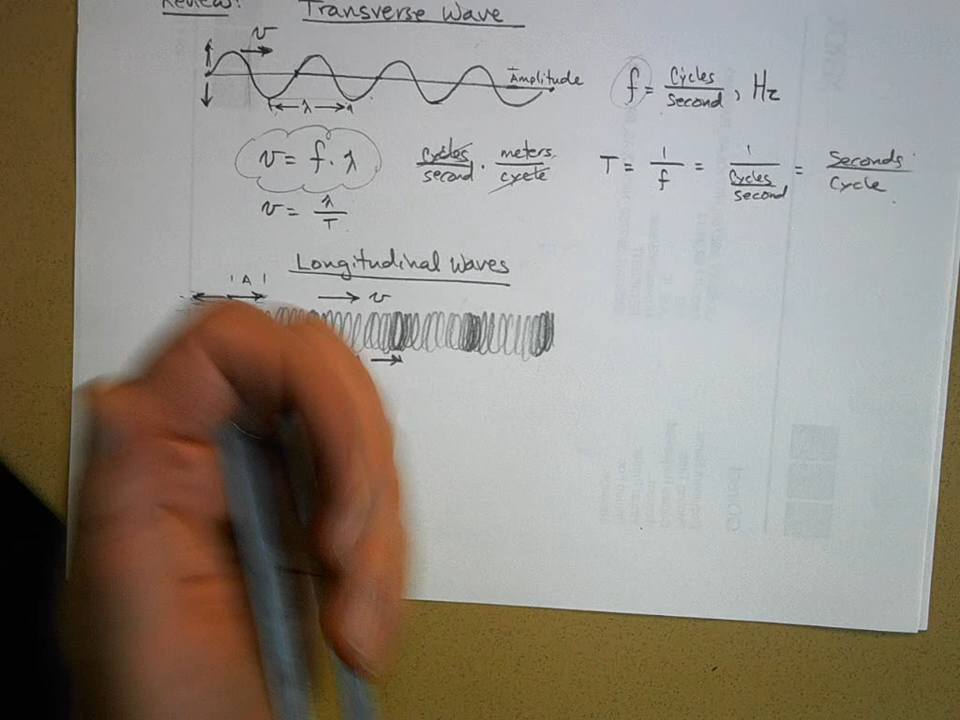 Review: Transverse Wave
v
Amplitude
λ
f = Cycles/Second, Hz
v = f · λ
cycles/second · meters/cycle
T = 1/f = 1/(cycles/second) = Seconds/Cycle
v = λ/T
Longitudinal Waves
A
v